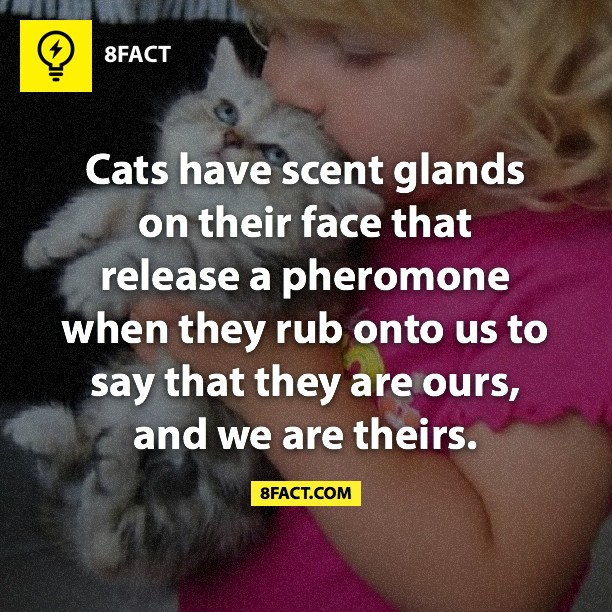 8FACT
Cats have scent glands
on their face that
release a pheromone
when they rub onto us to
say that they are ours,
and we are theirs.
8FACT.COM